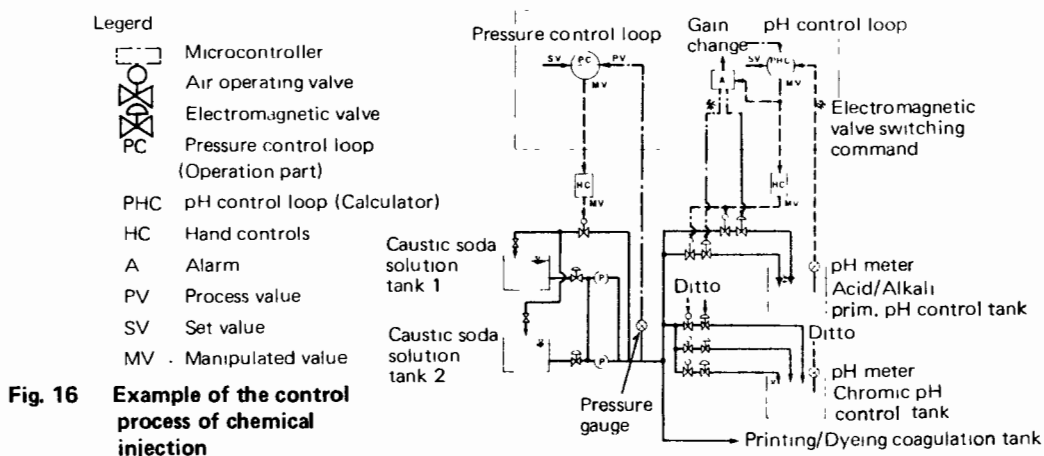 Legerd
Microcontroller
Air operating valve
Electromagnetic valve
PC Pressure control loop
(Operation part)
PHC pH control loop (Calculator)
HC Hand controls
A Alarm
PV Process value
SV Set value
MV . Manipulated value
Fig. 16 Example of the control
process of chemical
injection
Pressure control loop
SV PC PV
MV
HC
MV
Gain
change
pH control loop
A
SV PHC
MV
Electromagnetic
valve switching
command
HC
MV
Caustic soda
solution
tank 1
P
Caustic soda
solution
tank 2
P
Pressure
gauge
pH meter
Acid/Alkali
prim. pH control tank
Ditto
Ditto
pH meter
Chromic pH
control tank
Printing/Dyeing coagulation tank